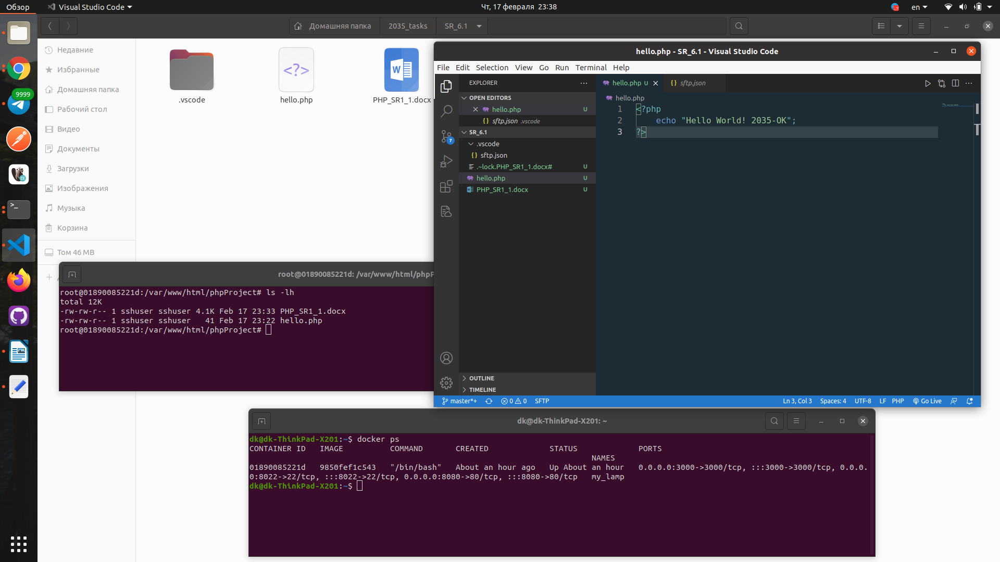 Обзор
Visual Studio Code
Чт, 17 февраля 23:38
en
Домашняя папка
2035_tasks
SR_6.1
Недавние
Избранные
Домашняя папка
Рабочий стол
Видео
Документы
Загрузки
Изображения
Музыка
Корзина
Том 46 MB
9999
.vscode
hello.php
PHP_SR1_1.docx
hello.php - SR_6.1 - Visual Studio Code
File Edit Selection View Go Run Terminal Help
EXPLORER
OPEN EDITORS
hello.php U
sftp.json .vscode
SR_6.1
.vscode
sftp.json
.~lock.PHP_SR1_1.docx# U
hello.php U
PHP_SR1_1.docx U
OUTLINE
TIMELINE
7
hello.php U
sftp.json
hello.php
1 <?php
2 echo "Hello World! 2035-OK";
3 ?>
master*+ 0 0 SFTP
Ln 3, Col 3 Spaces: 4 UTF-8 LF PHP Go Live
root@01890085221d: /var/www/html/phpP
root@01890085221d:/var/www/html/phpProject# ls -lh
total 12K
-rw-rw-r-- 1 sshuser sshuser 4.1K Feb 17 23:33 PHP_SR1_1.docx
-rw-rw-r-- 1 sshuser sshuser 41 Feb 17 23:22 hello.php
root@01890085221d:/var/www/html/phpProject#
dk@dk-ThinkPad-X201: ~
dk@dk-ThinkPad-X201:~$ docker ps
CONTAINER ID IMAGE COMMAND CREATED STATUS PORTS
NAMES
01890085221d 9850fef1c543 "/bin/bash" About an hour ago Up About an hour 0.0.0.0:3000->3000/tcp, :::3000->3000/tcp, 0.0.0.
0:8022->22/tcp, :::8022->22/tcp, 0.0.0.0:8080->80/tcp, :::8080->80/tcp my_lamp
dk@dk-ThinkPad-X201:~$